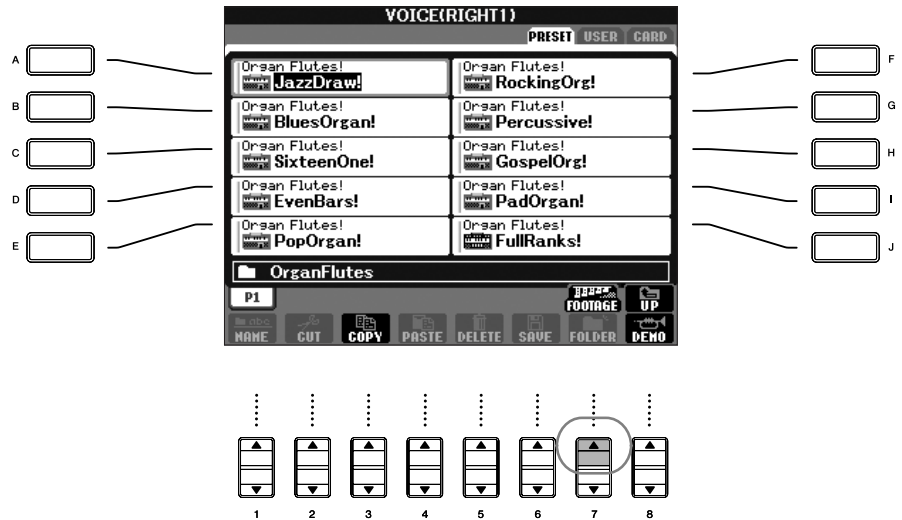 VOICE(RIGHT1)
PRESET USER CARD
A
Organ Flutes!
JazzDraw!
Organ Flutes!
RockingOrg!
F
B
Organ Flutes!
BluesOrgan!
Organ Flutes!
Percussive!
G
C
Organ Flutes!
SixteenOne!
Organ Flutes!
GospelOrg!
H
D
Organ Flutes!
EvenBars!
Organ Flutes!
PadOrgan!
I
E
Organ Flutes!
PopOrgan!
Organ Flutes!
FullRanks!
J
OrganFlutes
P1
FOOTAGE UP
abc
NAME CUT COPY PASTE DELETE SAVE FOLDER DEMO
1 2 3 4 5 6 7 8